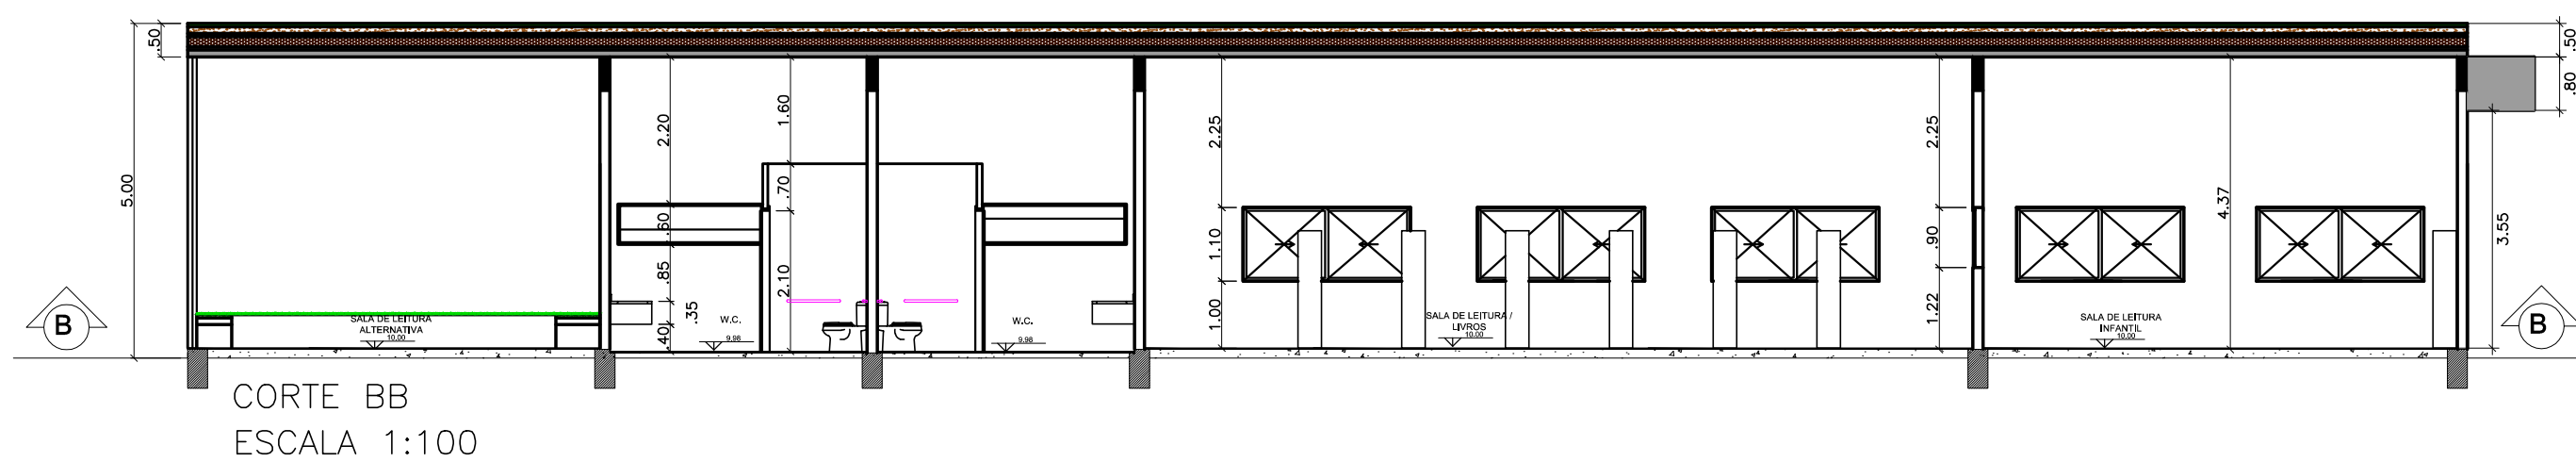 .50
5.00
2.20
1.60
.70
.60
.85
.35
.40
2.10
2.25
1.10
1.00
2.25
.90
1.22
4.37
.50
.80
3.55
B
SALA DE LEITURA
ALTERNATIVA
10.00
W.C.
9.98
W.C.
9.98
SALA DE LEITURA /
LIVROS
10.00
SALA DE LEITURA
INFANTIL
10.00
B
CORTE BB
ESCALA 1:100